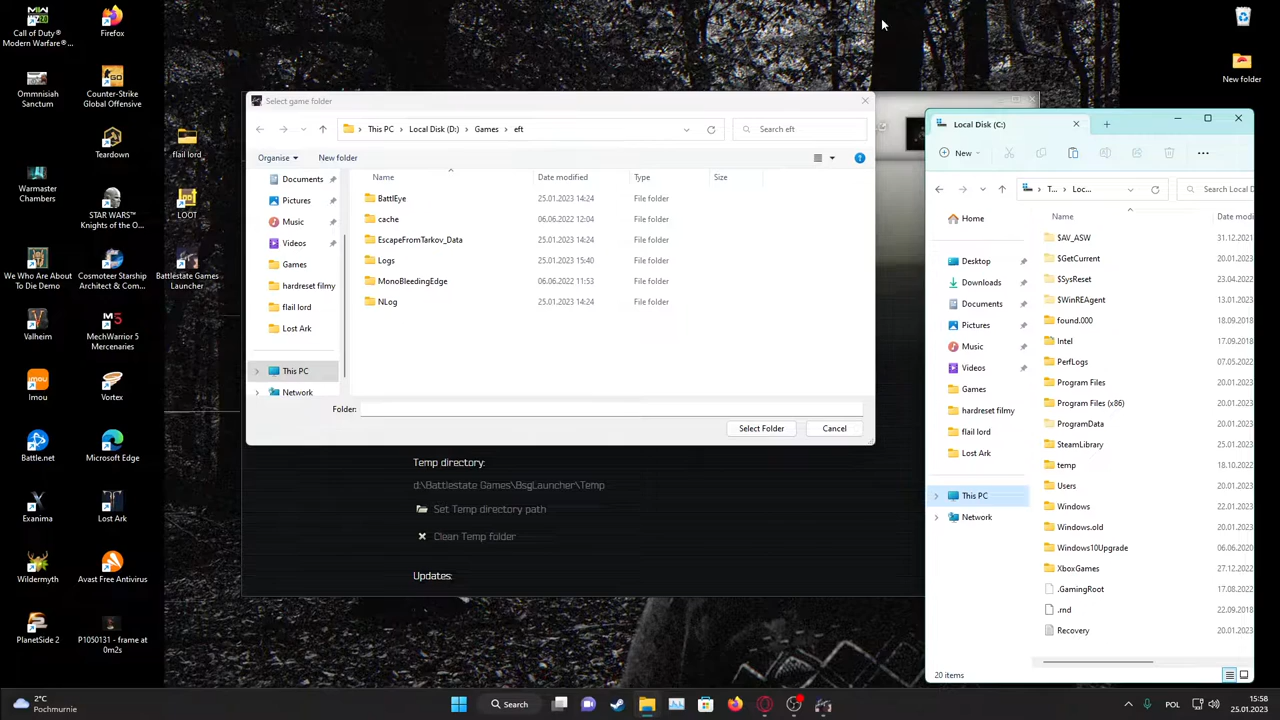 Call of Duty®
Modern Warfare® ...
Firefox
New folder
Ommnisiah
Sanctum
Counter-Strike
Global Offensive
Teardown
flail lord
Warmaster
Chambers
STAR WARS™
Knights of the O...
LOOT
We Who Are About
To Die Demo
Cosmoteer Starship
Architect & Com...
Battlestate Games
Launcher
Valheim
MechWarrior 5
Mercenaries
Imou
Vortex
Battle.net
Microsoft Edge
Exanima
Lost Ark
Wildermyth
Avast Free Antivirus
PlanetSide 2
P1050131 - frame at
0m2s
Select game folder
This PC > Local Disk (D:) > Games > eft
Search eft
Organise
New folder
Name
Date modified
Type
Size
Documents
Pictures
Music
Videos
Games
hardreset filmy
flail lord
Lost Ark
This PC
Network
BattlEye 25.01.2023 14:24 File folder
cache 06.06.2022 12:04 File folder
EscapeFromTarkov_Data 25.01.2023 14:24 File folder
Logs 25.01.2023 15:40 File folder
MonoBleedingEdge 06.06.2022 11:53 File folder
NLog 25.01.2023 14:24 File folder
Folder:
Select Folder
Cancel
Temp directory:
d:\Battlestate Games\BsgLauncher\Temp
Set Temp directory path
Clean Temp folder
Updates:
Local Disk (C:)
New
T... > Loc...
Search Local D
Name
Date modi
Home
Desktop
Downloads
Documents
Pictures
Music
Videos
Games
hardreset filmy
flail lord
Lost Ark
This PC
Network
$AV_ASW 31.12.2021
$GetCurrent 20.01.2023
$SysReset 23.04.2022
$WinREAgent 13.01.2023
found.000 18.09.2018
Intel 17.09.2018
PerfLogs 07.05.2022
Program Files 20.01.2023
Program Files (x86) 20.01.2023
ProgramData 20.01.2023
SteamLibrary 25.01.2023
temp 18.10.2022
Users 20.01.2023
Windows 22.01.2023
Windows.old 20.01.2023
Windows10Upgrade 06.06.2020
XboxGames 27.12.2022
.GamingRoot 17.08.2022
.rnd 22.09.2018
Recovery 20.01.2023
20 items
2°C
Pochmurnie
Search
POL
15:58
25.01.2023